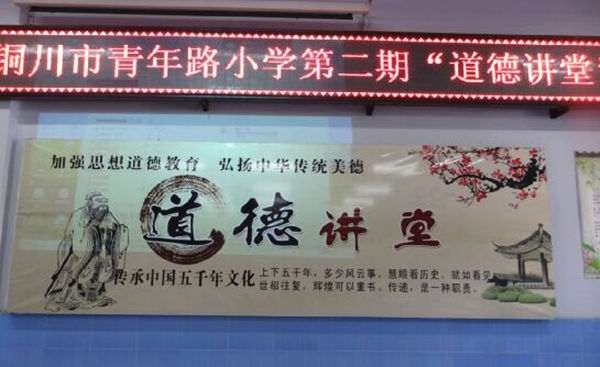 铜川市青年路小学第二期“道德讲堂”
加强思想道德教育 弘扬中华传统美德
道德讲堂
传承中国五千年文化
上下五千年，多少风云事，慧眼看历史，就如看见
世相往复，辉煌可以重书。传递，是一种职责。